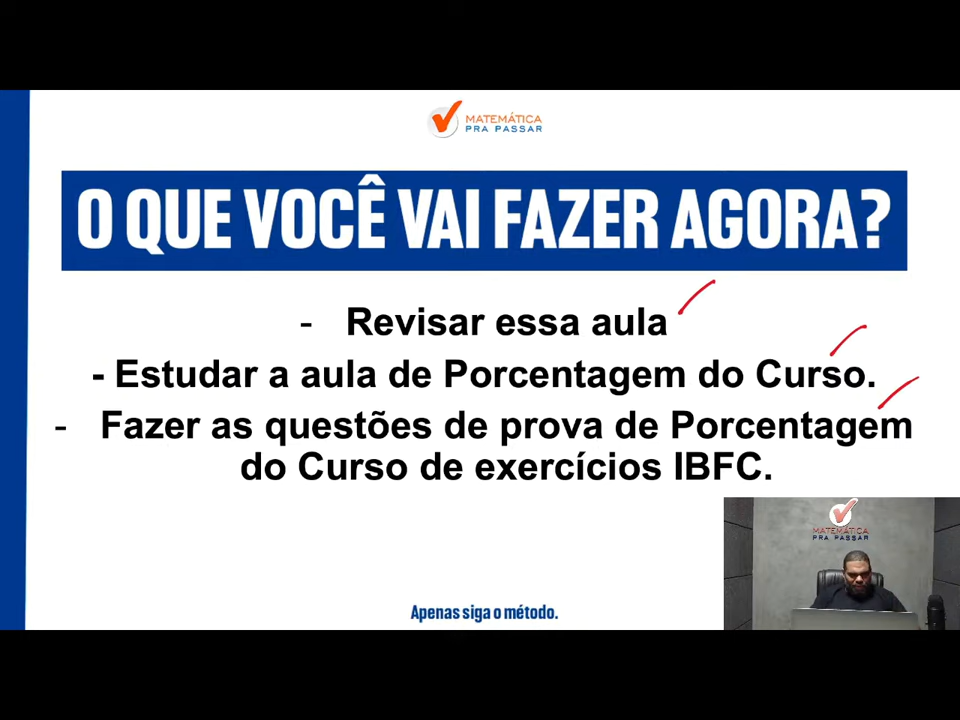 MATEMÁTICA
PRA PASSAR
O QUE VOCÊ VAI FAZER AGORA?
- Revisar essa aula
- Estudar a aula de Porcentagem do Curso.
- Fazer as questões de prova de Porcentagem
do Curso de exercícios IBFC.
MATEMÁTICA
PRA PASSAR
Apenas siga o método.